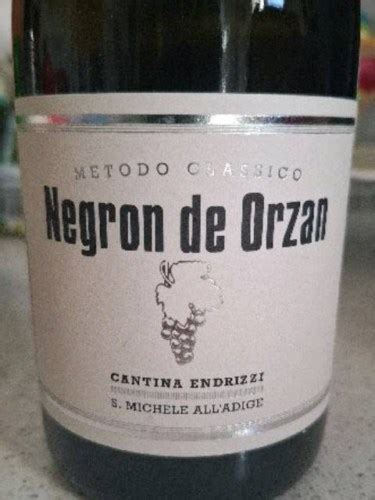 METODO CLASSICO
Negron de Orzan
CANTINA ENDRIZZI
S. MICHELE ALL'ADIGE